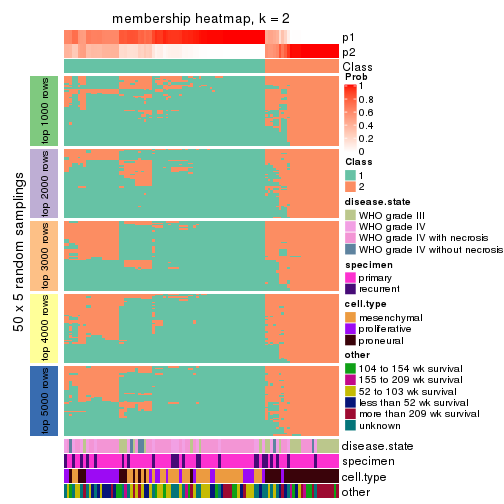 membership heatmap, k = 2
p1
p2
Class
50 x 5 random samplings
top 1000 rows
top 2000 rows
top 3000 rows
top 4000 rows
top 5000 rows
disease.state
specimen
cell.type
other
Prob
1
0.8
0.6
0.4
0.2
0
Class
1
2
disease.state
WHO grade III
WHO grade IV
WHO grade IV with necrosis
WHO grade IV without necrosis
specimen
primary
recurrent
cell.type
mesenchymal
proliferative
proneural
other
104 to 154 wk survival
155 to 209 wk survival
52 to 103 wk survival
less than 52 wk survival
more than 209 wk survival
unknown